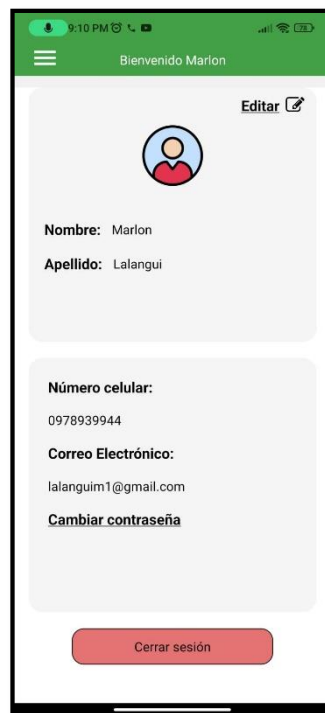 9:10 PM
78
Bienvenido Marlon
Editar
Nombre: Marlon
Apellido: Lalangui
Número celular:
0978939944
Correo Electrónico:
lalanguim1@gmail.com
Cambiar contraseña
Cerrar sesión